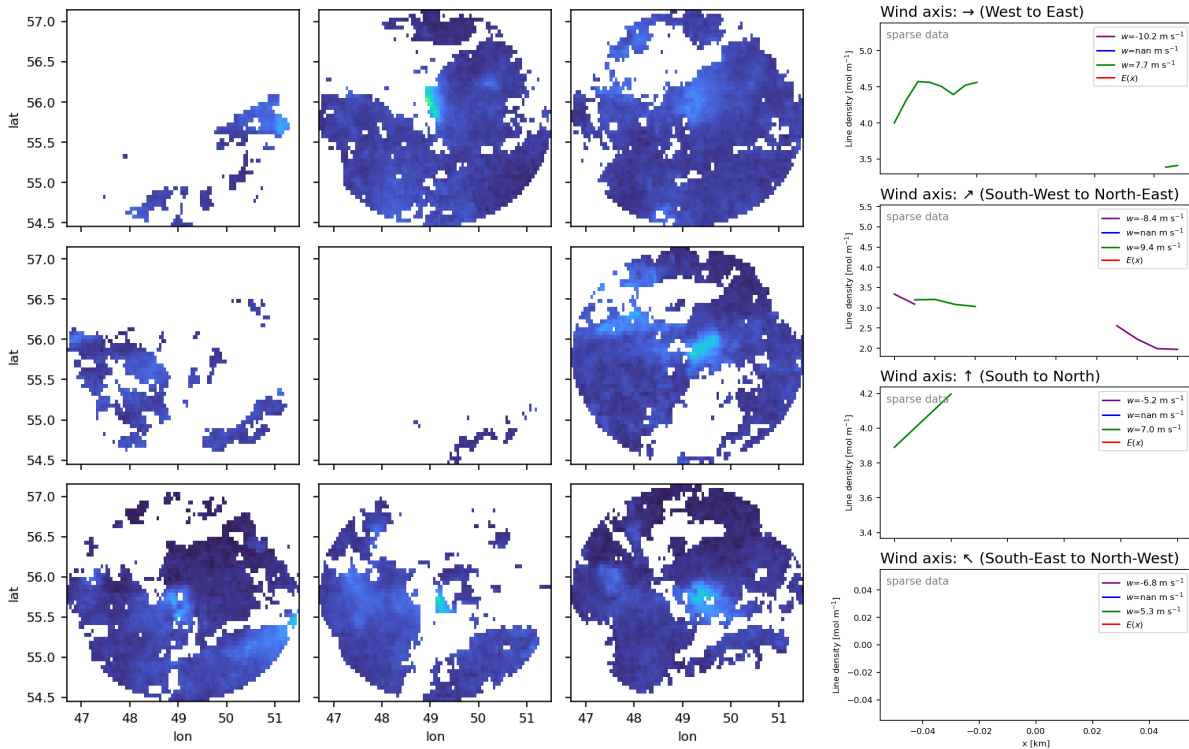 57.0
56.5
56.0
55.5
55.0
54.5
lat
57.0
56.5
56.0
55.5
55.0
54.5
lat
57.0
56.5
56.0
55.5
55.0
54.5
lat
47 48 49 50 51
lon
47 48 49 50 51
lon
47 48 49 50 51
lon
Wind axis: → (West to East)
sparse data
w=-10.2 m s⁻¹
w=nan m s⁻¹
w=7.7 m s⁻¹
E(x)
Line density [mol m⁻¹]
5.0
4.5
4.0
3.5
Wind axis: ↗ (South-West to North-East)
sparse data
w=-8.4 m s⁻¹
w=nan m s⁻¹
w=9.4 m s⁻¹
E(x)
Line density [mol m⁻¹]
5.5
5.0
4.5
4.0
3.5
3.0
2.5
2.0
Wind axis: ↑ (South to North)
sparse data
w=-5.2 m s⁻¹
w=nan m s⁻¹
w=7.0 m s⁻¹
E(x)
Line density [mol m⁻¹]
4.2
4.0
3.8
3.6
3.4
Wind axis: ↖ (South-East to North-West)
sparse data
w=-6.8 m s⁻¹
w=nan m s⁻¹
w=5.3 m s⁻¹
E(x)
Line density [mol m⁻¹]
0.04
0.02
0.00
−0.02
−0.04
−0.04 −0.02 0.00 0.02 0.04
x [km]